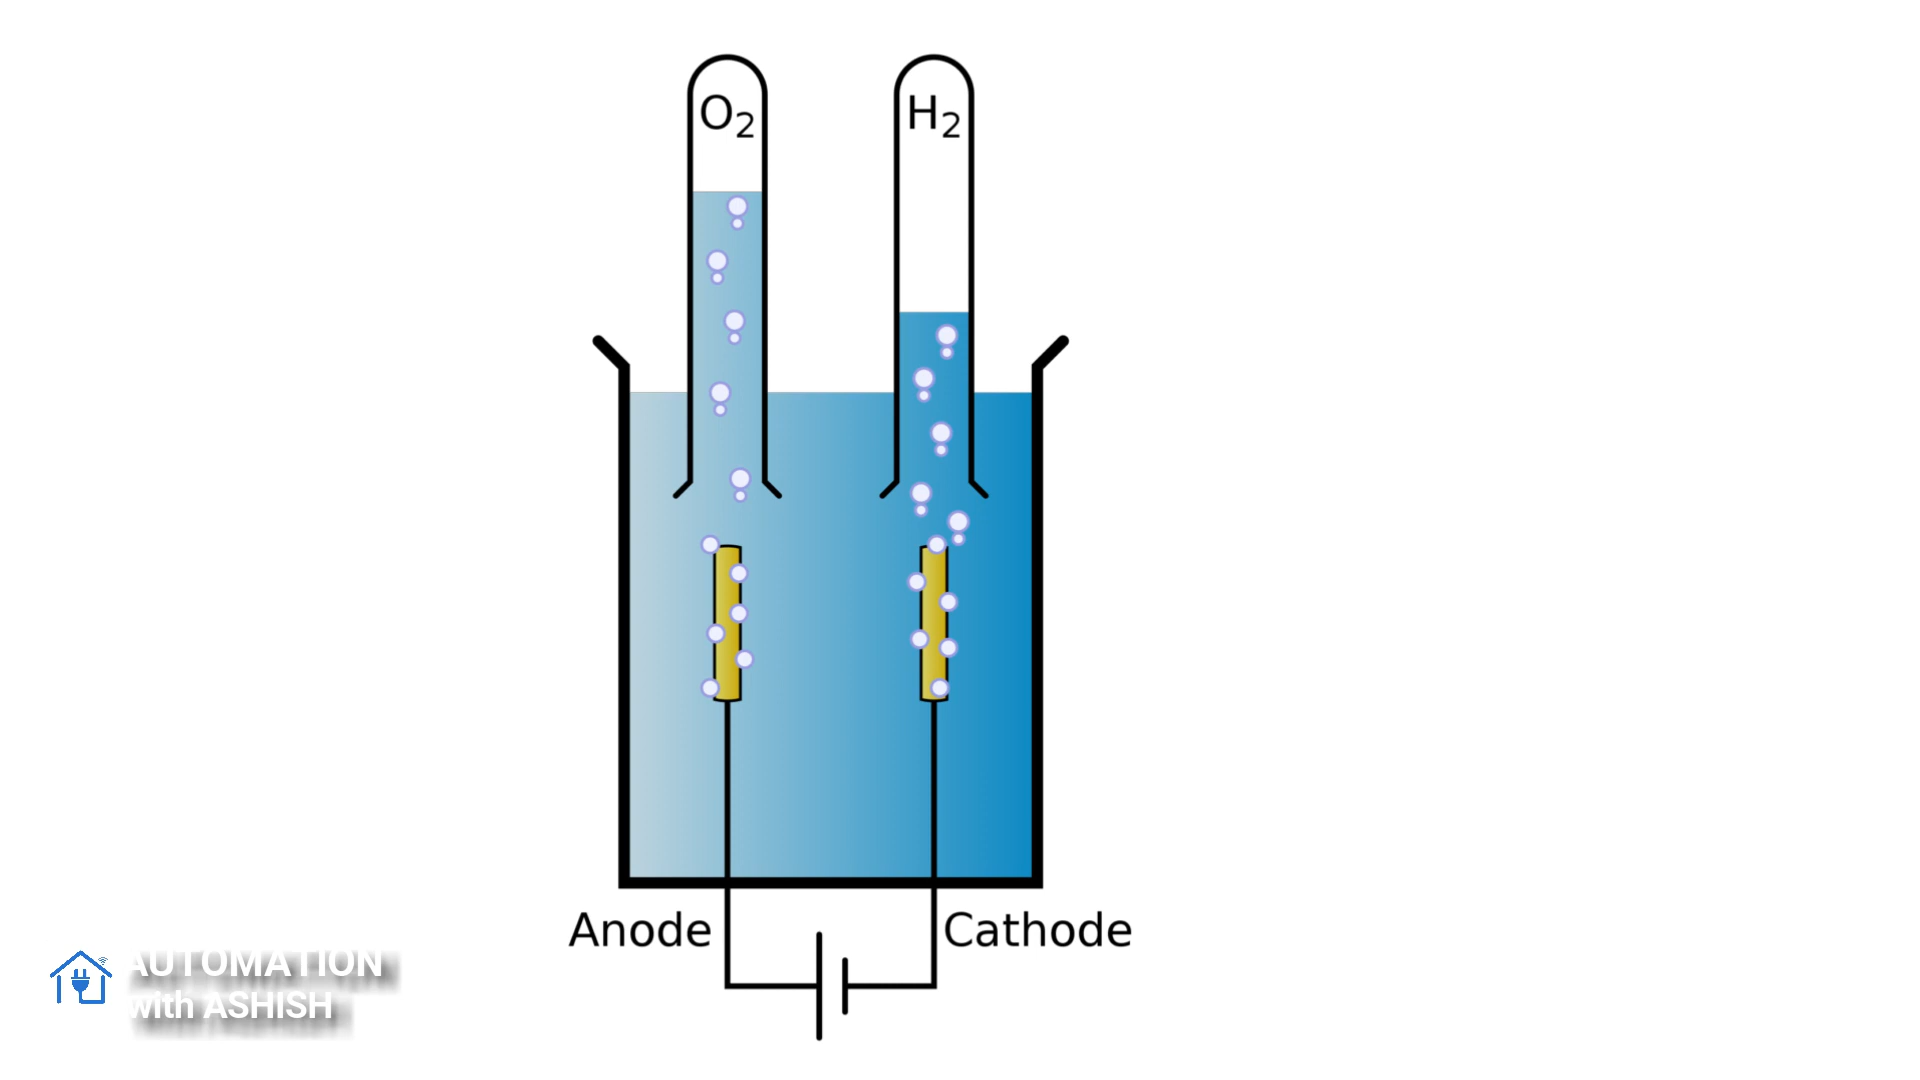 O₂
H₂
Anode
Cathode
AUTOMATION
with ASHISH